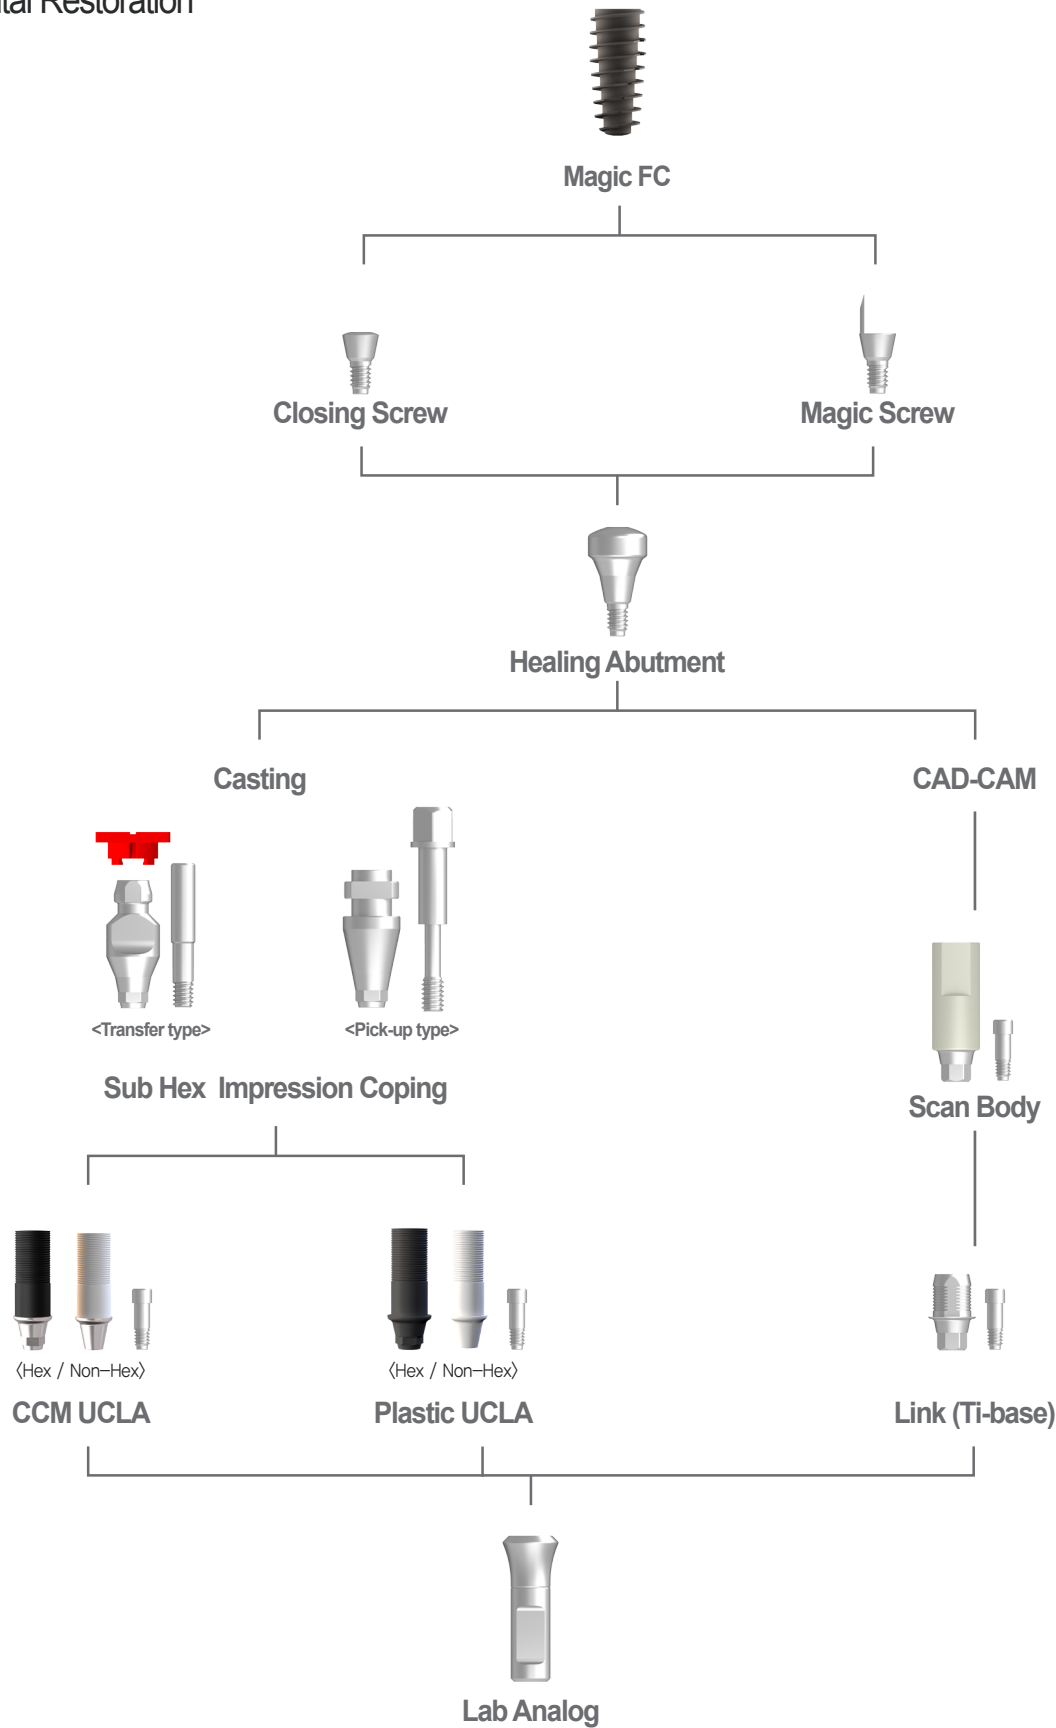 Restoration
Magic FC
Closing Screw
Magic Screw
Healing Abutment
Casting
CAD-CAM
<Transfer type>
<Pick-up type>
Sub Hex Impression Coping
Scan Body
〈Hex / Non-Hex〉
〈Hex / Non-Hex〉
CCM UCLA
Plastic UCLA
Link (Ti-base)
Lab Analog